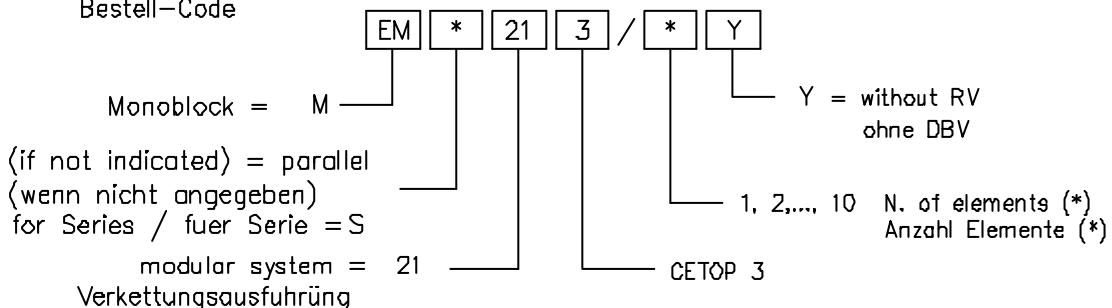 Bestell-Code
EM * 21 3 / * Y
Monoblock = M
Y = without RV
ohne DBV
(if not indicated) = parallel
(wenn nicht angegeben)
for Series / fuer Serie = S
1, 2,..., 10 N. of elements (*)
Anzahl Elemente (*)
modular system = 21
CETOP 3
Verkettungsausfuhrüng